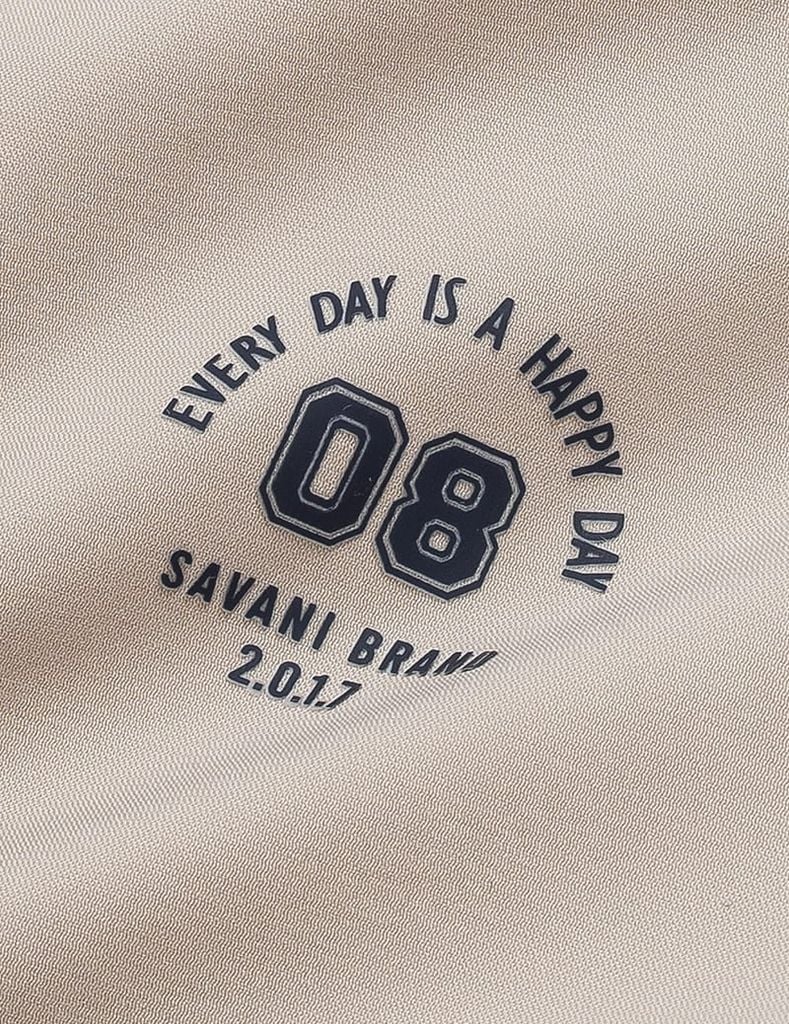 EVERY DAY IS A HAPPY DAY
08
SAVANI BRAND
2.0.1.7